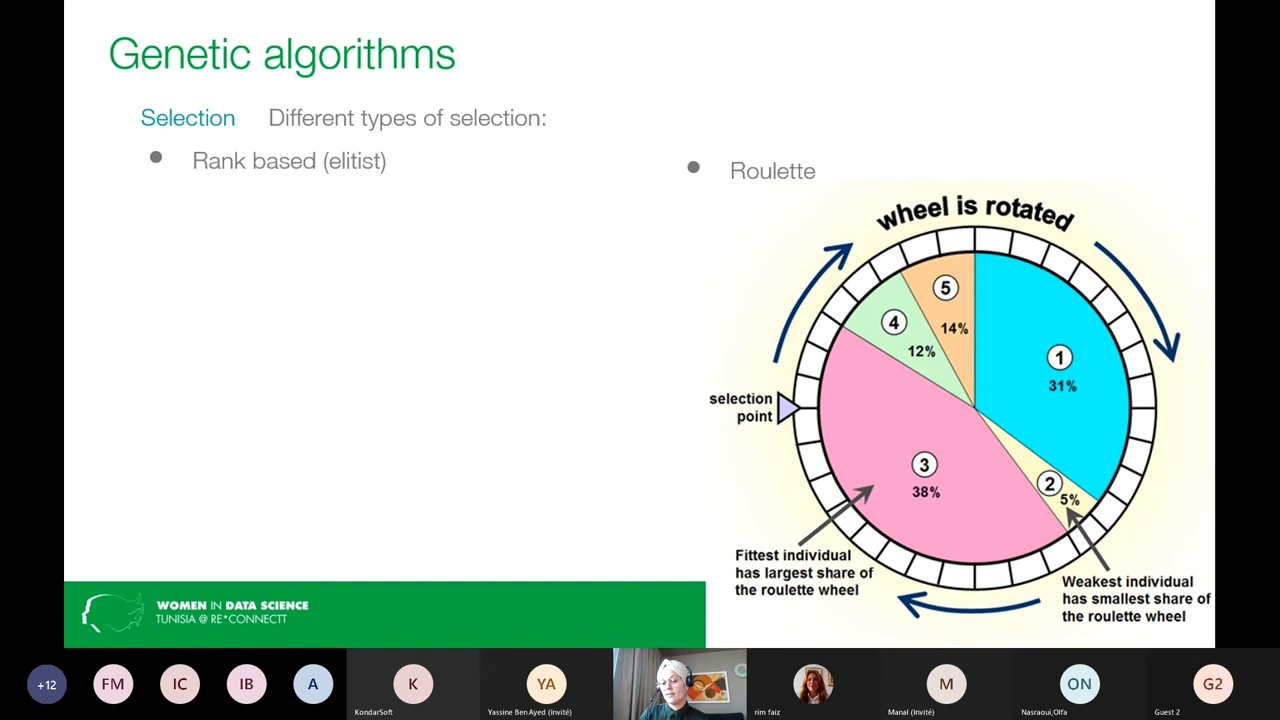 Genetic algorithms
Selection Different types of selection:
Rank based (elitist)
Roulette
wheel is rotated
5
14%
4
12%
1
31%
selection
point
3
38%
2
5%
Fittest individual
has largest share of
the roulette wheel
Weakest individual
has smallest share of
the roulette wheel
WOMEN IN DATA SCIENCE
TUNISIA @ RE*CONNECTT
+12
FM
IC
IB
A
K
KondarSoft
YA
Yassine Ben Ayed (Invité)
rim faiz
M
Manal (Invité)
ON
Nasraoui,Olfa
G2
Guest 2